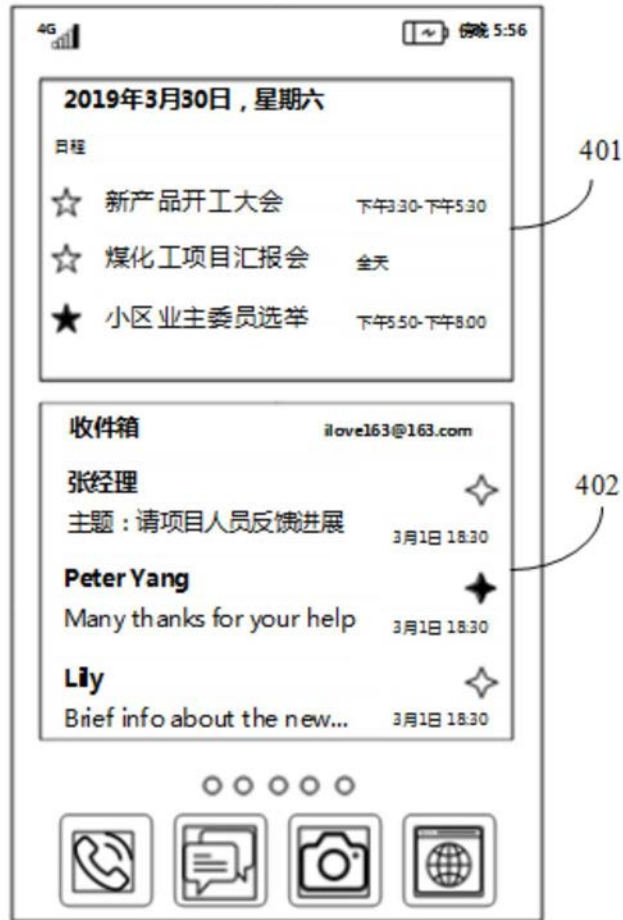 4G 傍晚 5:56
2019年3月30日，星期六
日程
401
新产品开工大会 下午3:30-下午5:30
煤化工项目汇报会 全天
小区业主委员选举 下午5:50-下午8:00
收件箱 ilove163@163.com
张经理
402
主题：请项目人员反馈进展 3月1日 18:30
Peter Yang
Many thanks for your help 3月1日 18:30
Lily
Brief info about the new... 3月1日 18:30